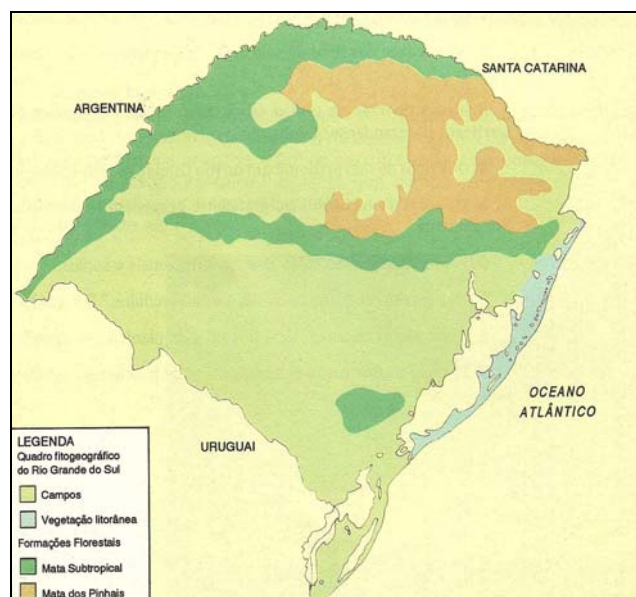 SANTA CATARINA
ARGENTINA
OCEANO
ATLÂNTICO
URUGUAI
LEGENDA
Quadro fitogeográfico
do Rio Grande do Sul
Campos
Vegetação litorânea
Formações Florestais
Mata Subtropical
Mata dos Pinhais